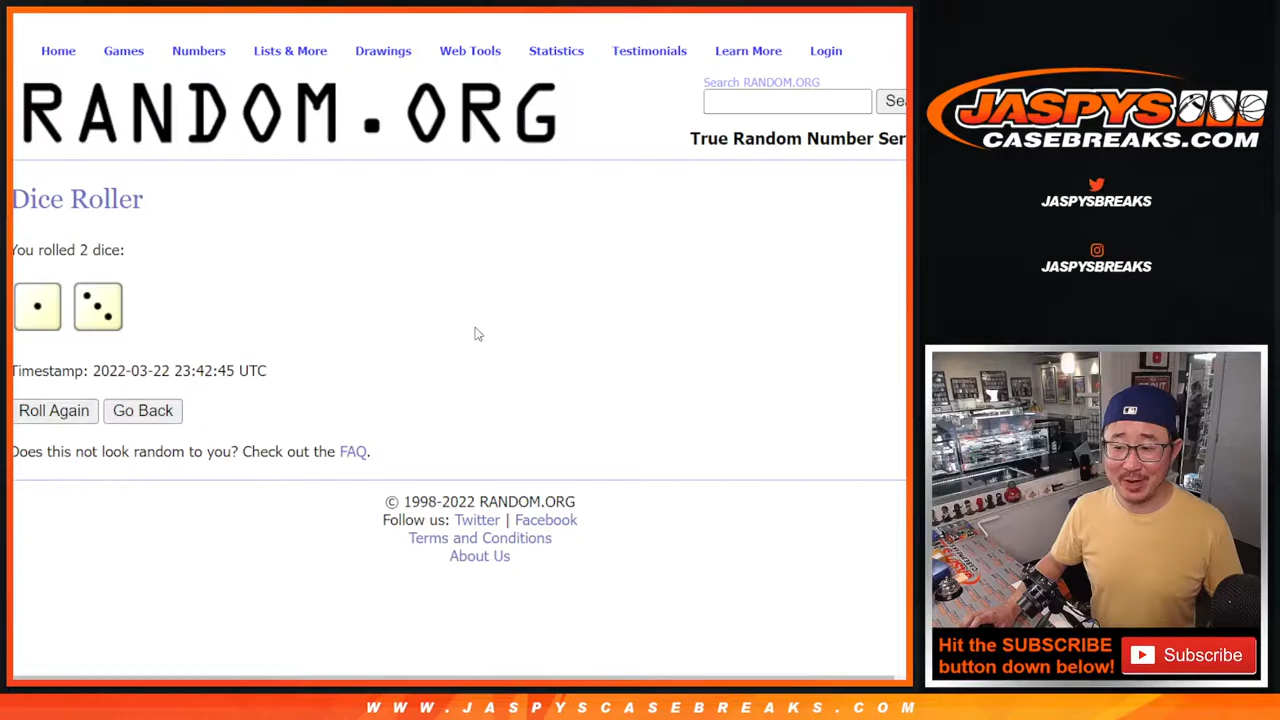 Home Games Numbers Lists & More Drawings Web Tools Statistics Testimonials Learn More Login
RANDOM.ORG
Search RANDOM.ORG
Sea
True Random Number Ser
Dice Roller
You rolled 2 dice:
Timestamp: 2022-03-22 23:42:45 UTC
Roll Again Go Back
Does this not look random to you? Check out the FAQ.
© 1998-2022 RANDOM.ORG
Follow us: Twitter | Facebook
Terms and Conditions
About Us
JASPYS
CASEBREAKS.COM
JASPYSBREAKS
JASPYSBREAKS
JASPYS
Hit the SUBSCRIBE
button down below!
Subscribe
WWW.JASPYSCASEBREAKS.COM